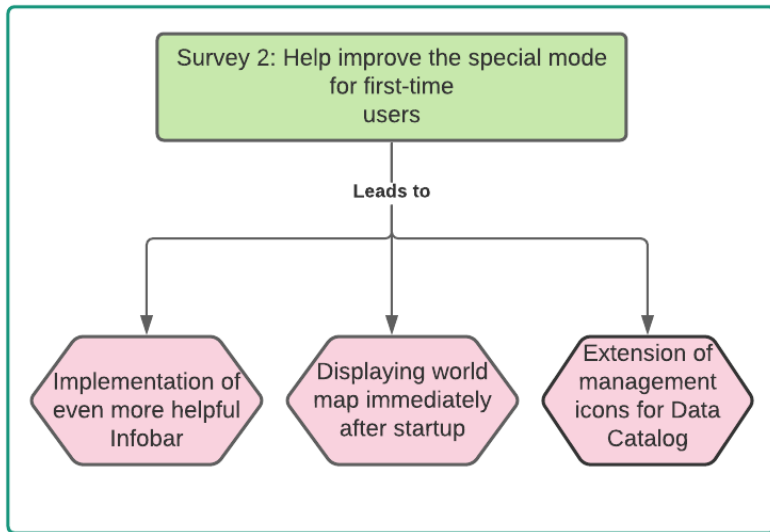 Survey 2: Help improve the special mode
for first-time
users
Leads to
Implementation of
even more helpful
Infobar
Displaying world
map immediately
after startup
Extension of
management
icons for Data
Catalog